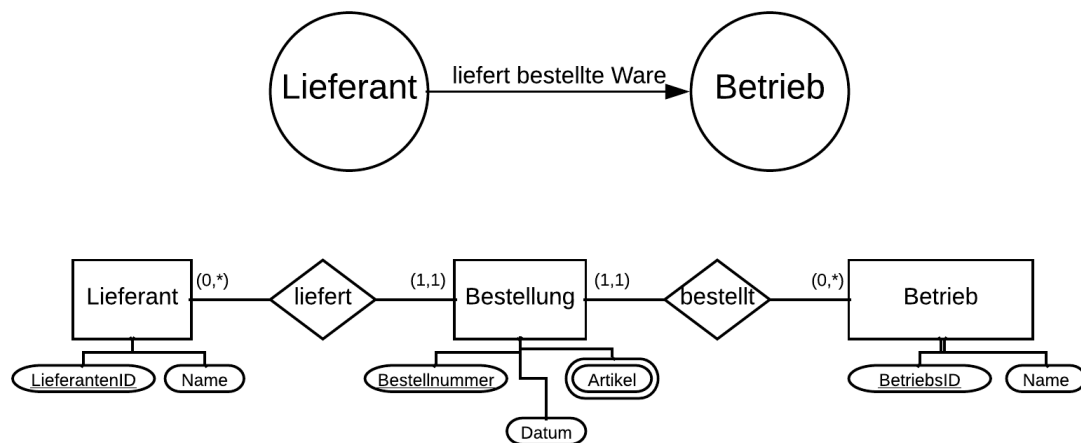 liefert bestellte Ware
Lieferant
Betrieb
(0,*)
(1,1)
(1,1)
(0,*)
Lieferant
liefert
Bestellung
bestellt
Betrieb
LieferantenID
Name
Bestellnummer
Artikel
BetriebsID
Name
Datum